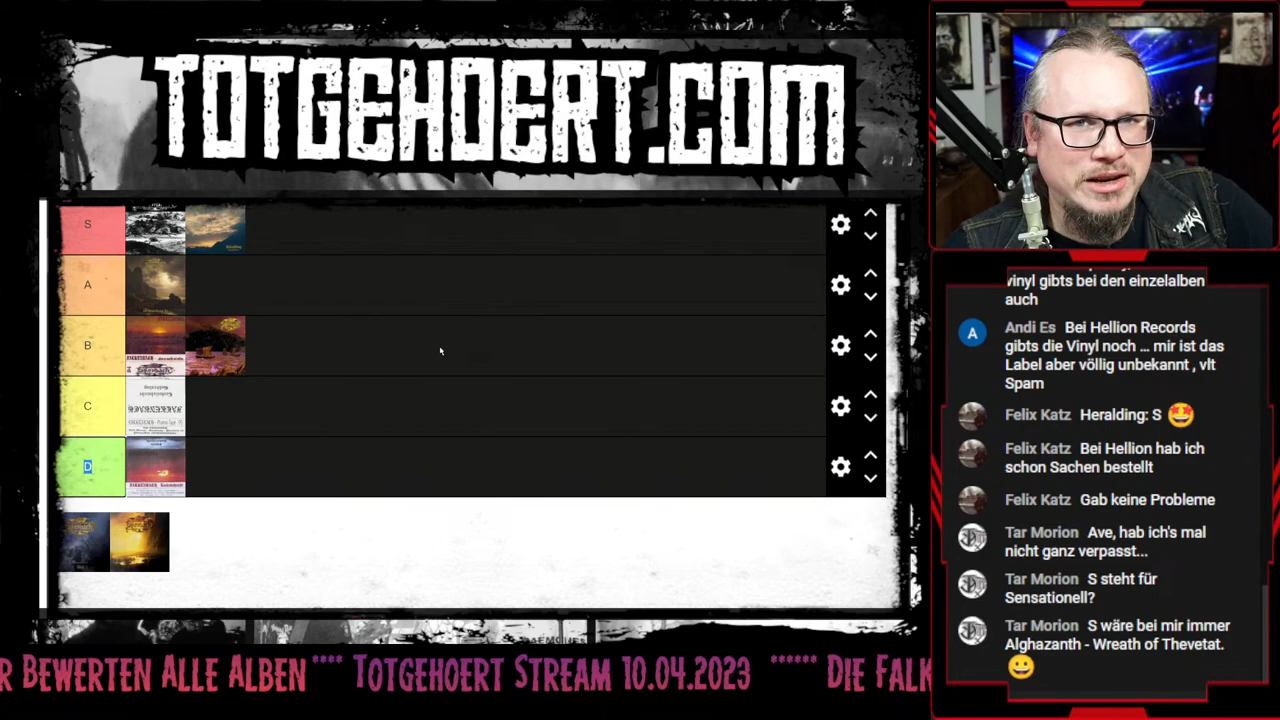 TOTGEHOERT.COM
S
A
B
C
D
vinyl gibts bei den einzelalben
auch
A
Andi Es Bei Hellion Records
gibts die Vinyl noch ... mir ist das
Label aber völlig unbekannt , vlt
Spam
Felix Katz Heralding: S 🤩
Felix Katz Bei Hellion hab ich
schon Sachen bestellt
Felix Katz Gab keine Probleme
Tar Morion Ave, hab ich's mal
nicht ganz verpasst...
Tar Morion S steht für
Sensationell?
Tar Morion S wäre bei mir immer
Alghazanth - Wreath of Thevetat.
😀
R BEWERTEN ALLE ALBEN **** TOTGEHOERT STREAM 10.04.2023 ****** DIE FALK